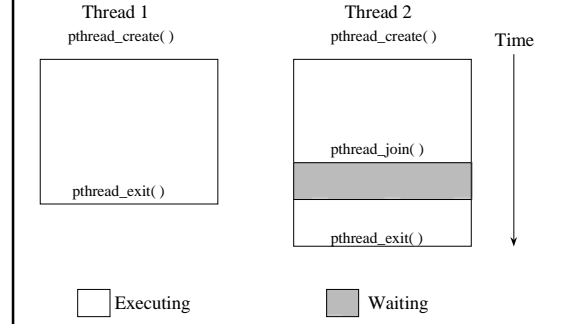 Thread 1
pthread_create( )
Thread 2
pthread_create( )
Time
pthread_join( )
pthread_exit( )
pthread_exit( )
Executing
Waiting